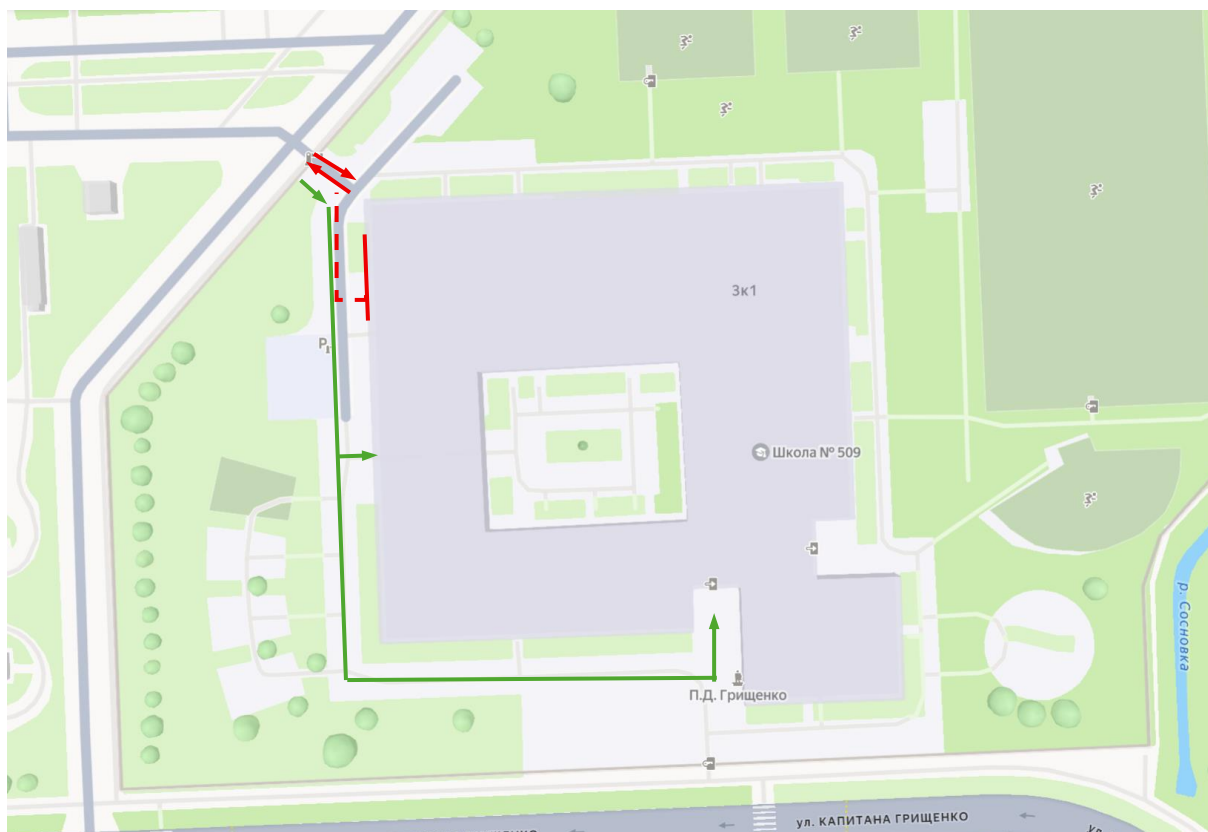 3к1
P
Школа № 509
р. Сосновка
П.Д. Грищенко
ул. КАПИТАНА ГРИЩЕНКО